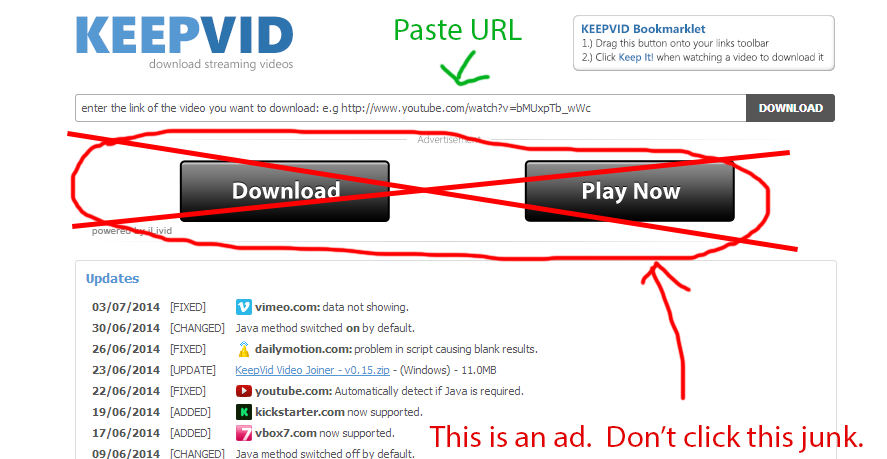 KEEPVID
download streaming videos
Paste URL
KEEPVID Bookmarklet
1.) Drag this button onto your links toolbar
2.) Click Keep It! when watching a video to download it
enter the link of the video you want to download: e.g http://www.youtube.com/watch?v=bMUxpTb_wWc
DOWNLOAD
Advertisement
Download
Play Now
powered by iLivid
Updates
03/07/2014 [FIXED] vimeo.com: data not showing.
30/06/2014 [CHANGED] Java method switched on by default.
26/06/2014 [FIXED] dailymotion.com: problem in script causing blank results.
23/06/2014 [UPDATE] KeepVid Video Joiner - v0.15.zip - (Windows) - 11.0MB
22/06/2014 [FIXED] youtube.com: Automatically detect if Java is required.
19/06/2014 [ADDED] kickstarter.com now supported.
17/06/2014 [ADDED] vbox7.com now supported.
09/06/2014 [CHANGED] Java method switched off by default.
This is an ad. Don't click this junk.